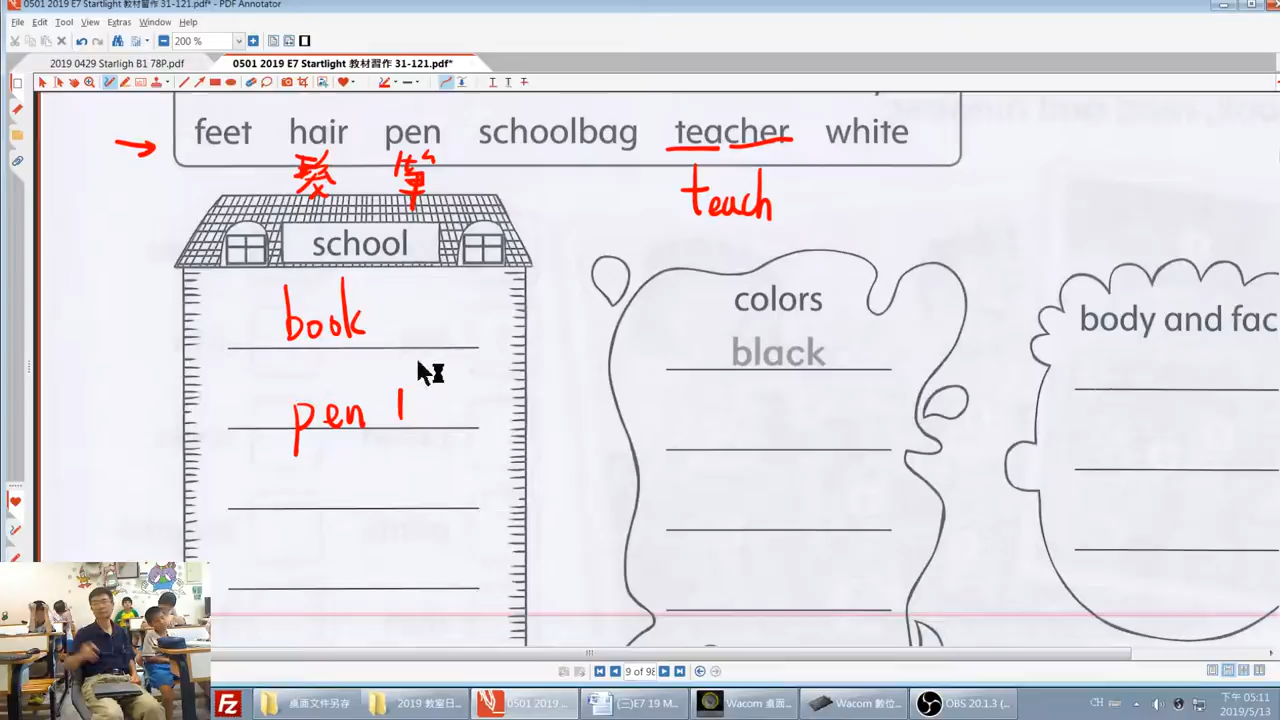 0501 2019 E7 Startlight 教材習作 31-121.pdf* - PDF Annotator
File Edit Tool View Extras Window Help
200 %
2019 0429 Starligh B1 78P.pdf
0501 2019 E7 Startlight 教材習作 31-121.pdf*
feet hair pen schoolbag teacher white
髮 筆 teach
school
book
pen
colors
black
body and fac
9 of 98
桌面文件另存
2019 教室日...
0501 2019 ...
(三)E7 19 M...
Wacom 桌面...
Wacom 數位...
OBS 20.1.3 (...
CH
下午 05:11
2019/5/13